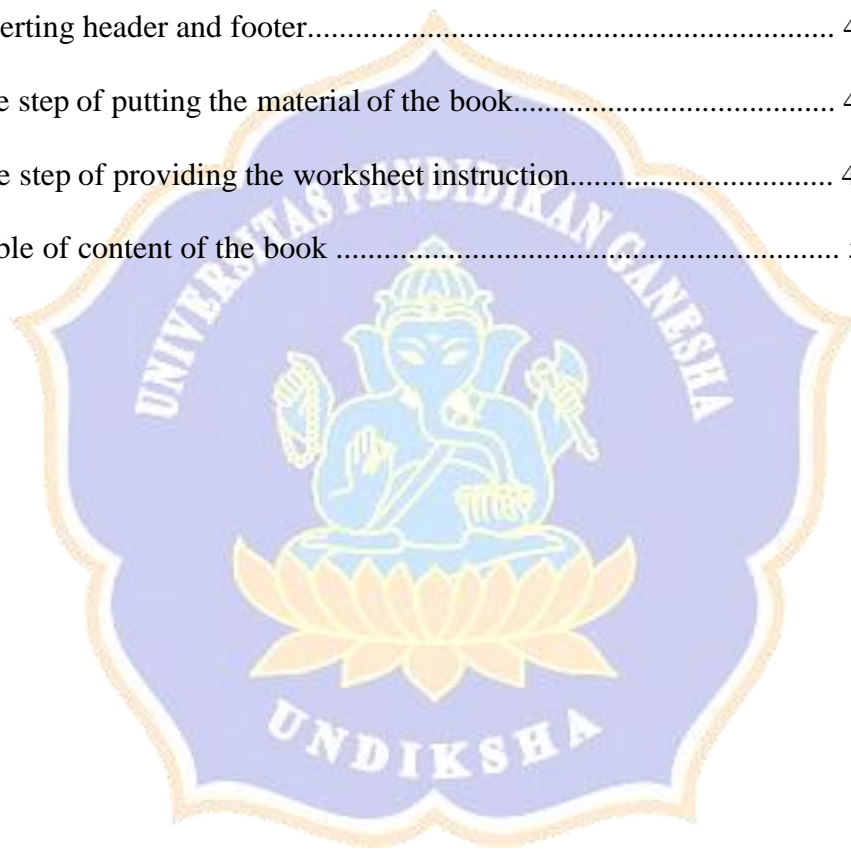 erting header and footer........................................................................ 4
e step of putting the material of the book............................................ 4
e step of providing the worksheet instruction.................................... 4
ble of content of the book ......................................................................
UNIVERSITAS PENDIDIKAN GANESHA
UNDIKSHA